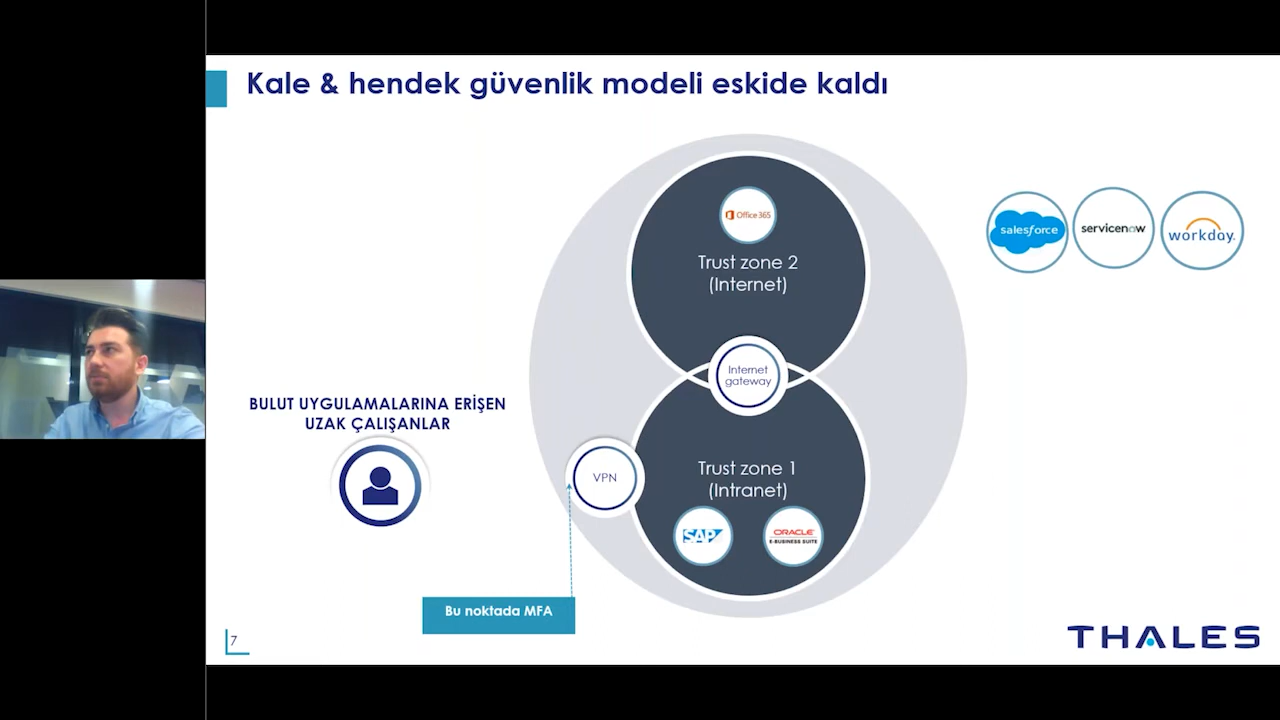 Kale & hendek güvenlik modeli eskide kaldı
Office 365
Trust zone 2
(Internet)
salesforce
servicenow
workday.
Internet
gateway
BULUT UYGULAMALARINA ERİŞEN
UZAK ÇALIŞANLAR
VPN
Trust zone 1
(Intranet)
SAP
ORACLE
E-BUSINESS SUITE
Bu noktada MFA
7
THALES